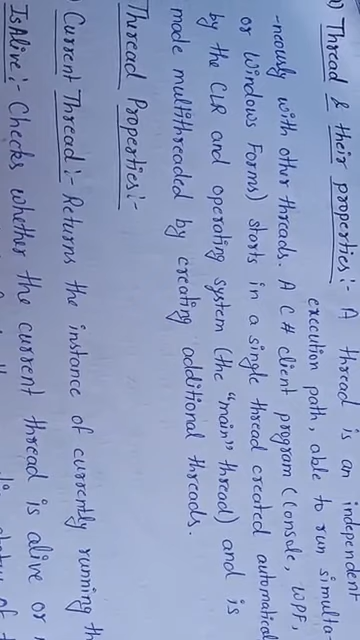 ) Thread & their properties:- A thread is an independent
execution path, able to run simulta-
-neously with other threads. A C# client program (Console, WPF,
or Windows Forms) starts in a single thread created automatical
by the CLR and operating system (the "main" thread) and is
made multithreaded by creating additional threads.
Thread Properties:-
Current Thread:- Returns the instance of currently running th
IsAlive:- Checks whether the current thread is alive or